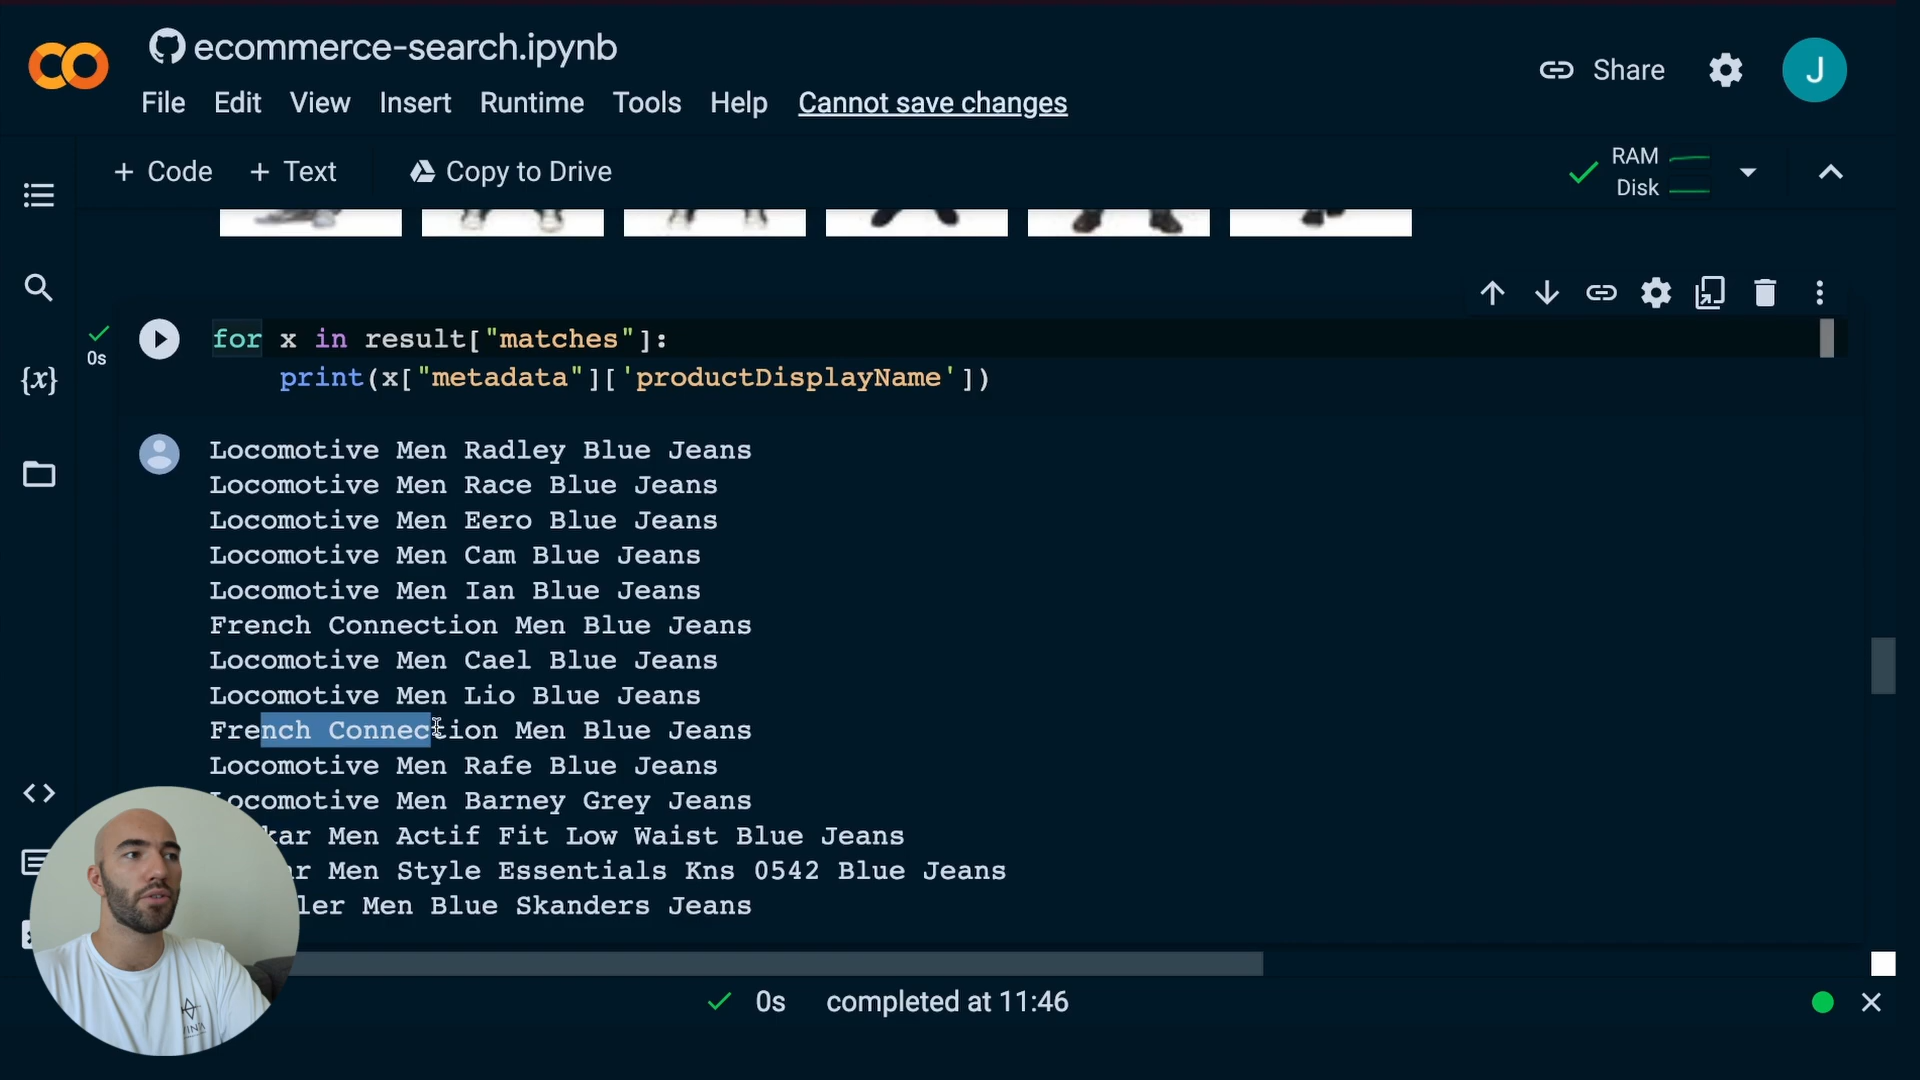 ecommerce-search.ipynb
Share
J
File Edit View Insert Runtime Tools Help Cannot save changes
+ Code + Text Copy to Drive
RAM
Disk
for x in result["matches"]:
0s
{x}
print(x["metadata"]['productDisplayName'])
Locomotive Men Radley Blue Jeans
Locomotive Men Race Blue Jeans
Locomotive Men Eero Blue Jeans
Locomotive Men Cam Blue Jeans
Locomotive Men Ian Blue Jeans
French Connection Men Blue Jeans
Locomotive Men Cael Blue Jeans
Locomotive Men Lio Blue Jeans
French Connection Men Blue Jeans
Locomotive Men Rafe Blue Jeans
Locomotive Men Barney Grey Jeans
Men Actif Fit Low Waist Blue Jeans
Men Style Essentials Kns 0542 Blue Jeans
Men Blue Skanders Jeans
0s completed at 11:46